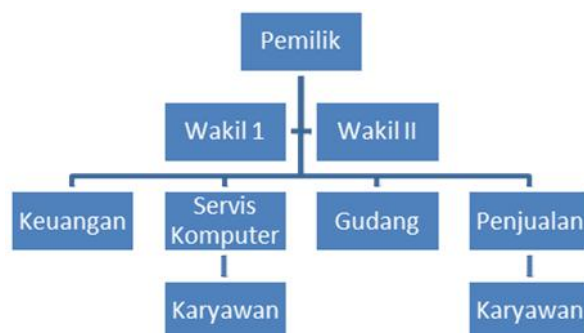 Pemilik
Wakil 1
Wakil II
Keuangan
Servis
Komputer
Gudang
Penjualan
Karyawan
Karyawan